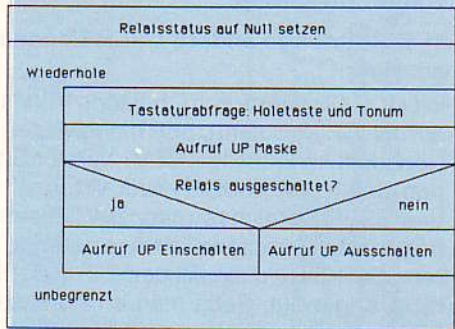 Relaisstatus auf Null setzen
Wiederhole
Tastaturabfrage: Holetaste und Tonum
Aufruf UP Maske
Relais ausgeschaltet?
ja nein
Aufruf UP Einschalten Aufruf UP Ausschalten
unbegrenzt